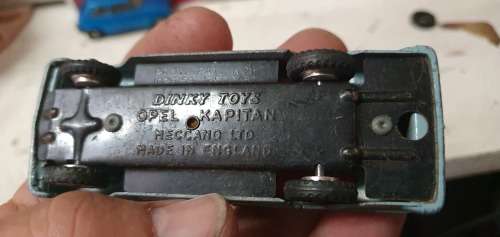 DINKY TOYS
OPEL KAPITAN
MECCANO LTD
MADE IN ENGLAND